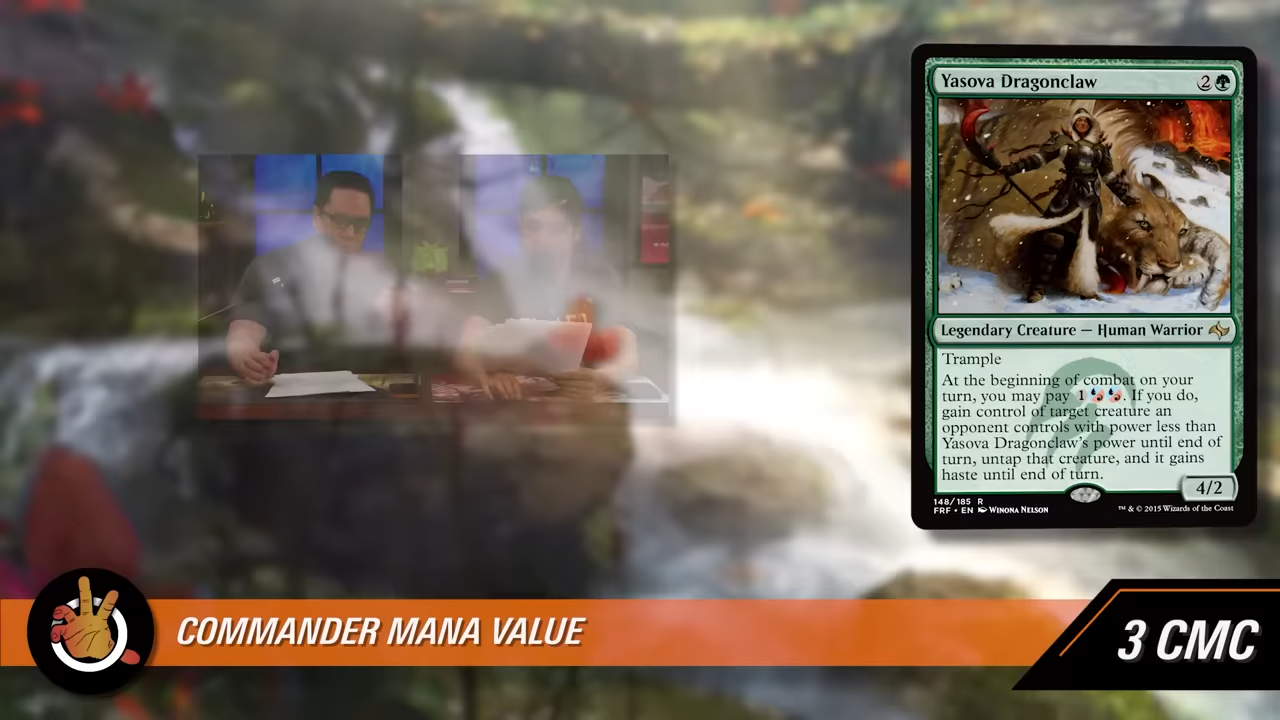 Yasova Dragonclaw 2
Legendary Creature — Human Warrior
Trample
At the beginning of combat on your
turn, you may pay 1 . If you do,
gain control of target creature an
opponent controls with power less than
Yasova Dragonclaw's power until end of
turn, untap that creature, and it gains
haste until end of turn.
4/2
148/185 R
FRF • EN Winona Nelson
™ & © 2015 Wizards of the Coast
COMMANDER MANA VALUE
3 CMC